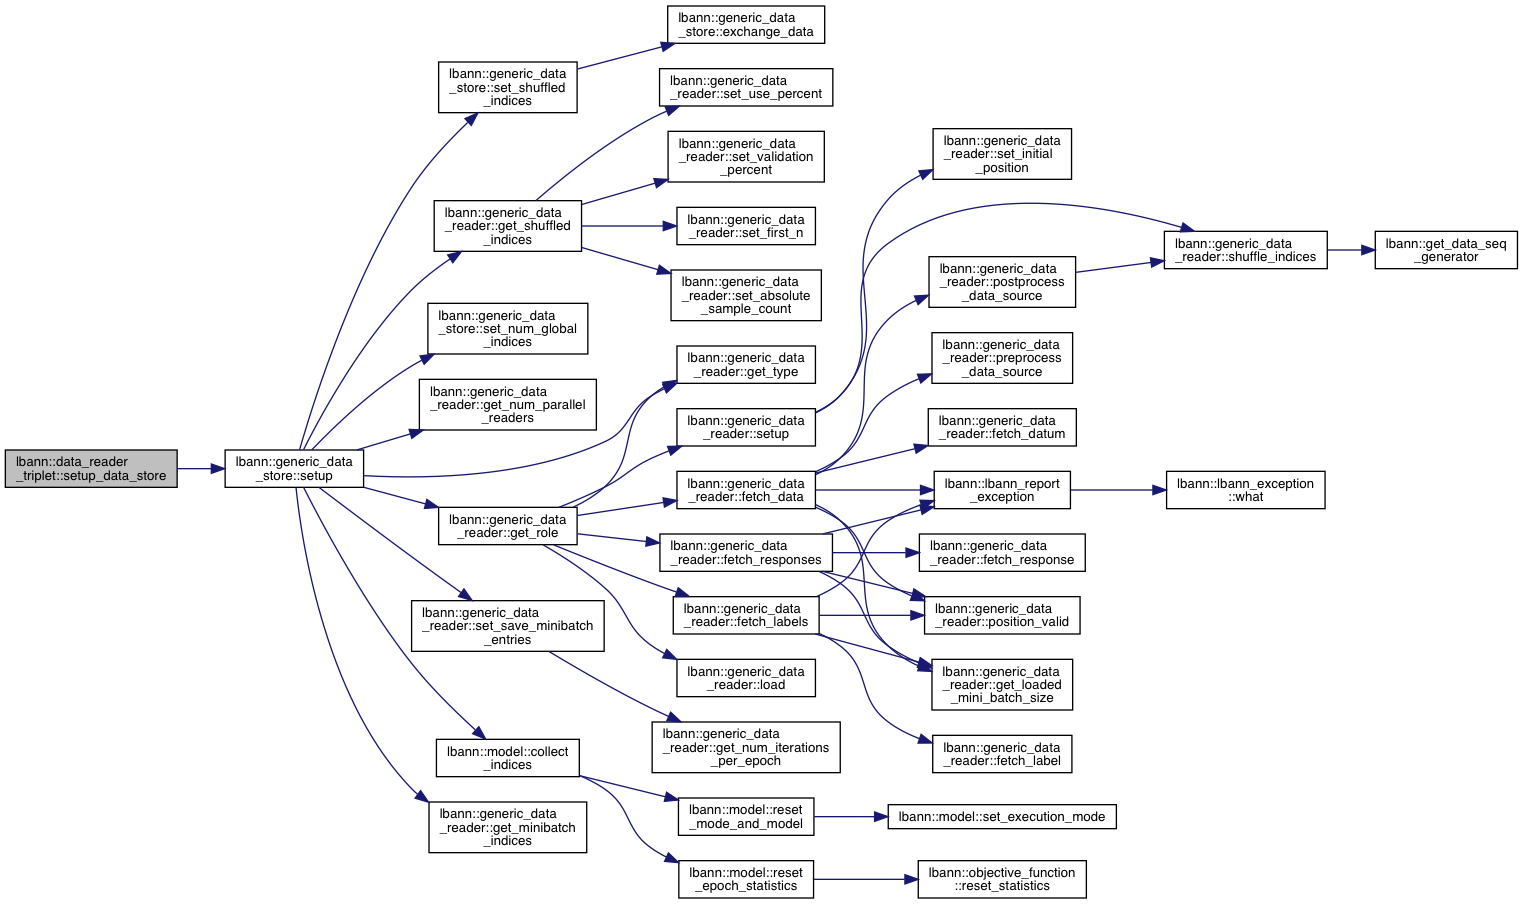 lbann::data_reader
_triplet::setup_data_store
lbann::generic_data
_store::setup
lbann::generic_data
_store::set_shuffled
_indices
lbann::generic_data
_store::exchange_data
lbann::generic_data
_reader::get_shuffled
_indices
lbann::generic_data
_reader::set_use_percent
lbann::generic_data
_reader::set_validation
_percent
lbann::generic_data
_reader::set_first_n
lbann::generic_data
_reader::set_absolute
_sample_count
lbann::generic_data
_store::set_num_global
_indices
lbann::generic_data
_reader::get_num_parallel
_readers
lbann::generic_data
_reader::get_type
lbann::generic_data
_reader::get_role
lbann::generic_data
_reader::setup
lbann::generic_data
_reader::set_initial
_position
lbann::generic_data
_reader::shuffle_indices
lbann::get_data_seq
_generator
lbann::generic_data
_reader::postprocess
_data_source
lbann::generic_data
_reader::preprocess
_data_source
lbann::generic_data
_reader::fetch_data
lbann::generic_data
_reader::fetch_datum
lbann::lbann_report
_exception
lbann::lbann_exception
::what
lbann::generic_data
_reader::fetch_responses
lbann::generic_data
_reader::fetch_response
lbann::generic_data
_reader::position_valid
lbann::generic_data
_reader::fetch_labels
lbann::generic_data
_reader::get_loaded
_mini_batch_size
lbann::generic_data
_reader::fetch_label
lbann::generic_data
_reader::load
lbann::generic_data
_reader::set_save_minibatch
_entries
lbann::generic_data
_reader::get_num_iterations
_per_epoch
lbann::model::collect
_indices
lbann::model::reset
_mode_and_model
lbann::model::set_execution_mode
lbann::model::reset
_epoch_statistics
lbann::objective_function
::reset_statistics
lbann::generic_data
_reader::get_minibatch
_indices